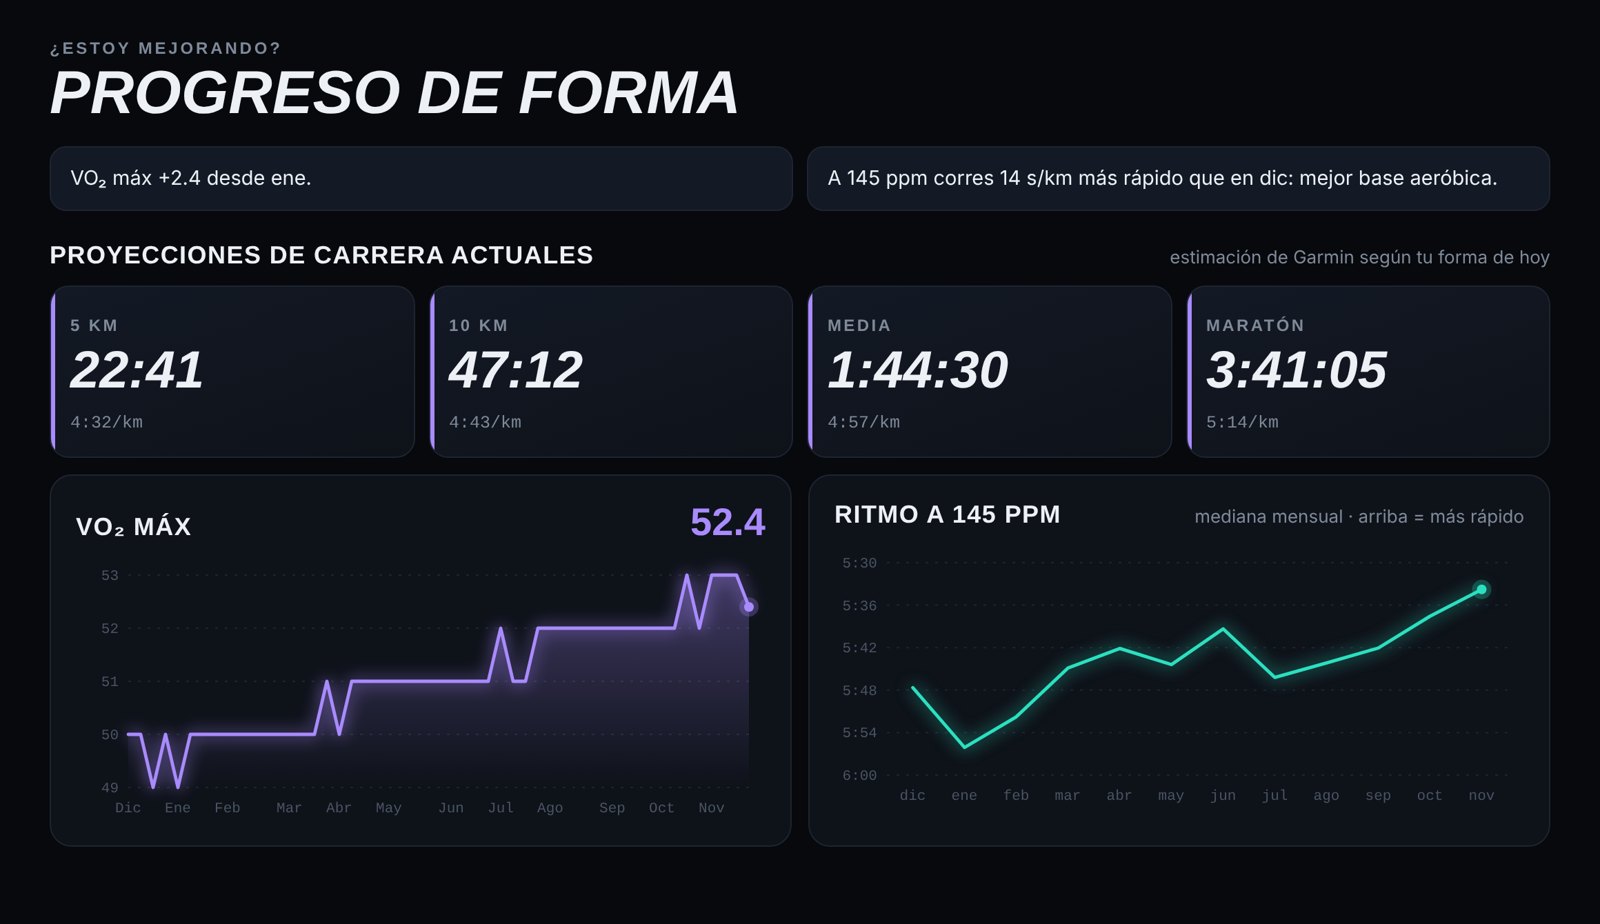 ¿ESTOY MEJORANDO?
PROGRESO DE FORMA
VO₂ máx +2.4 desde ene.
A 145 ppm corres 14 s/km más rápido que en dic: mejor base aeróbica.
PROYECCIONES DE CARRERA ACTUALES
estimación de Garmin según tu forma de hoy
5 KM
22:41
4:32/km
10 KM
47:12
4:43/km
MEDIA
1:44:30
4:57/km
MARATÓN
3:41:05
5:14/km
VO₂ MÁX
52.4
53
52
51
50
49
Dic Ene Feb Mar Abr May Jun Jul Ago Sep Oct Nov
RITMO A 145 PPM
mediana mensual · arriba = más rápido
5:30
5:36
5:42
5:48
5:54
6:00
dic ene feb mar abr may jun jul ago sep oct nov